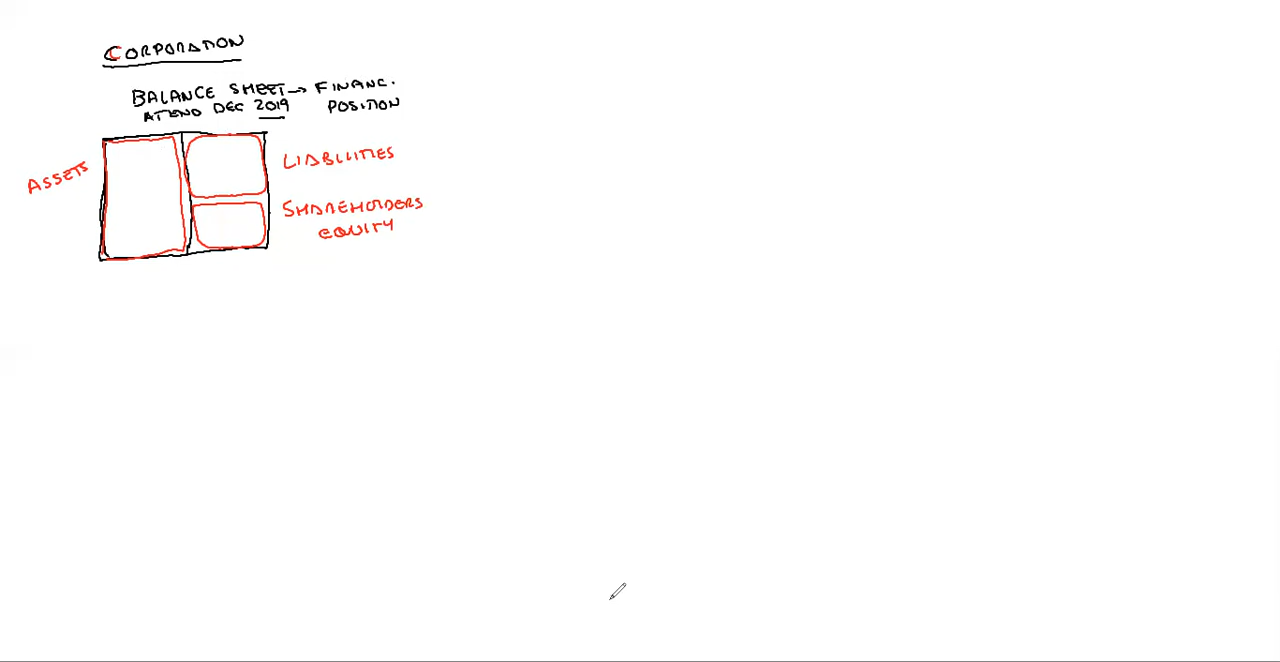 CORPORATION
BALANCE SHEET → FINANC.
AT END DEC 2019 POSITION
ASSETS
LIABILITIES
SHAREHOLDERS
EQUITY